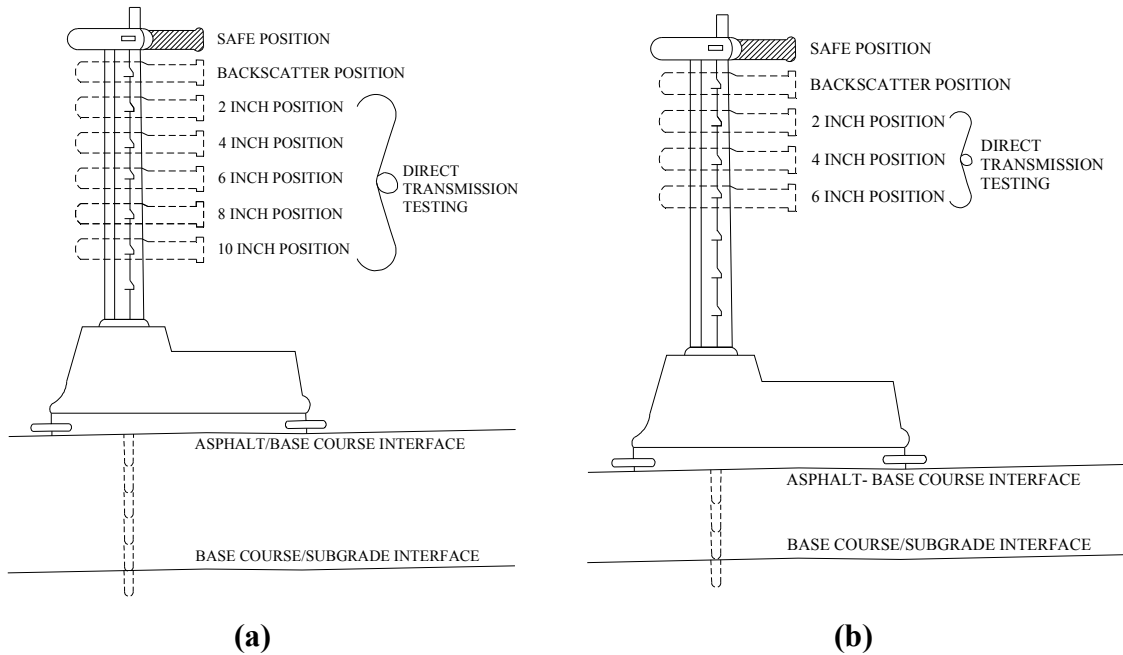 SAFE POSITION
BACKSCATTER POSITION
2 INCH POSITION
4 INCH POSITION
6 INCH POSITION
8 INCH POSITION
10 INCH POSITION
DIRECT
TRANSMISSION
TESTING
ASPHALT/BASE COURSE INTERFACE
BASE COURSE/SUBGRADE INTERFACE
(a)
SAFE POSITION
BACKSCATTER POSITION
2 INCH POSITION
4 INCH POSITION
6 INCH POSITION
DIRECT
TRANSMISSION
TESTING
ASPHALT- BASE COURSE INTERFACE
BASE COURSE/SUBGRADE INTERFACE
(b)